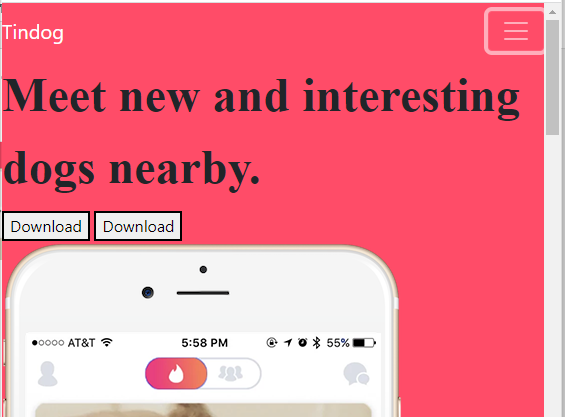 Tindog
Meet new and interesting
dogs nearby.
Download Download
AT&T 5:58 PM 55%